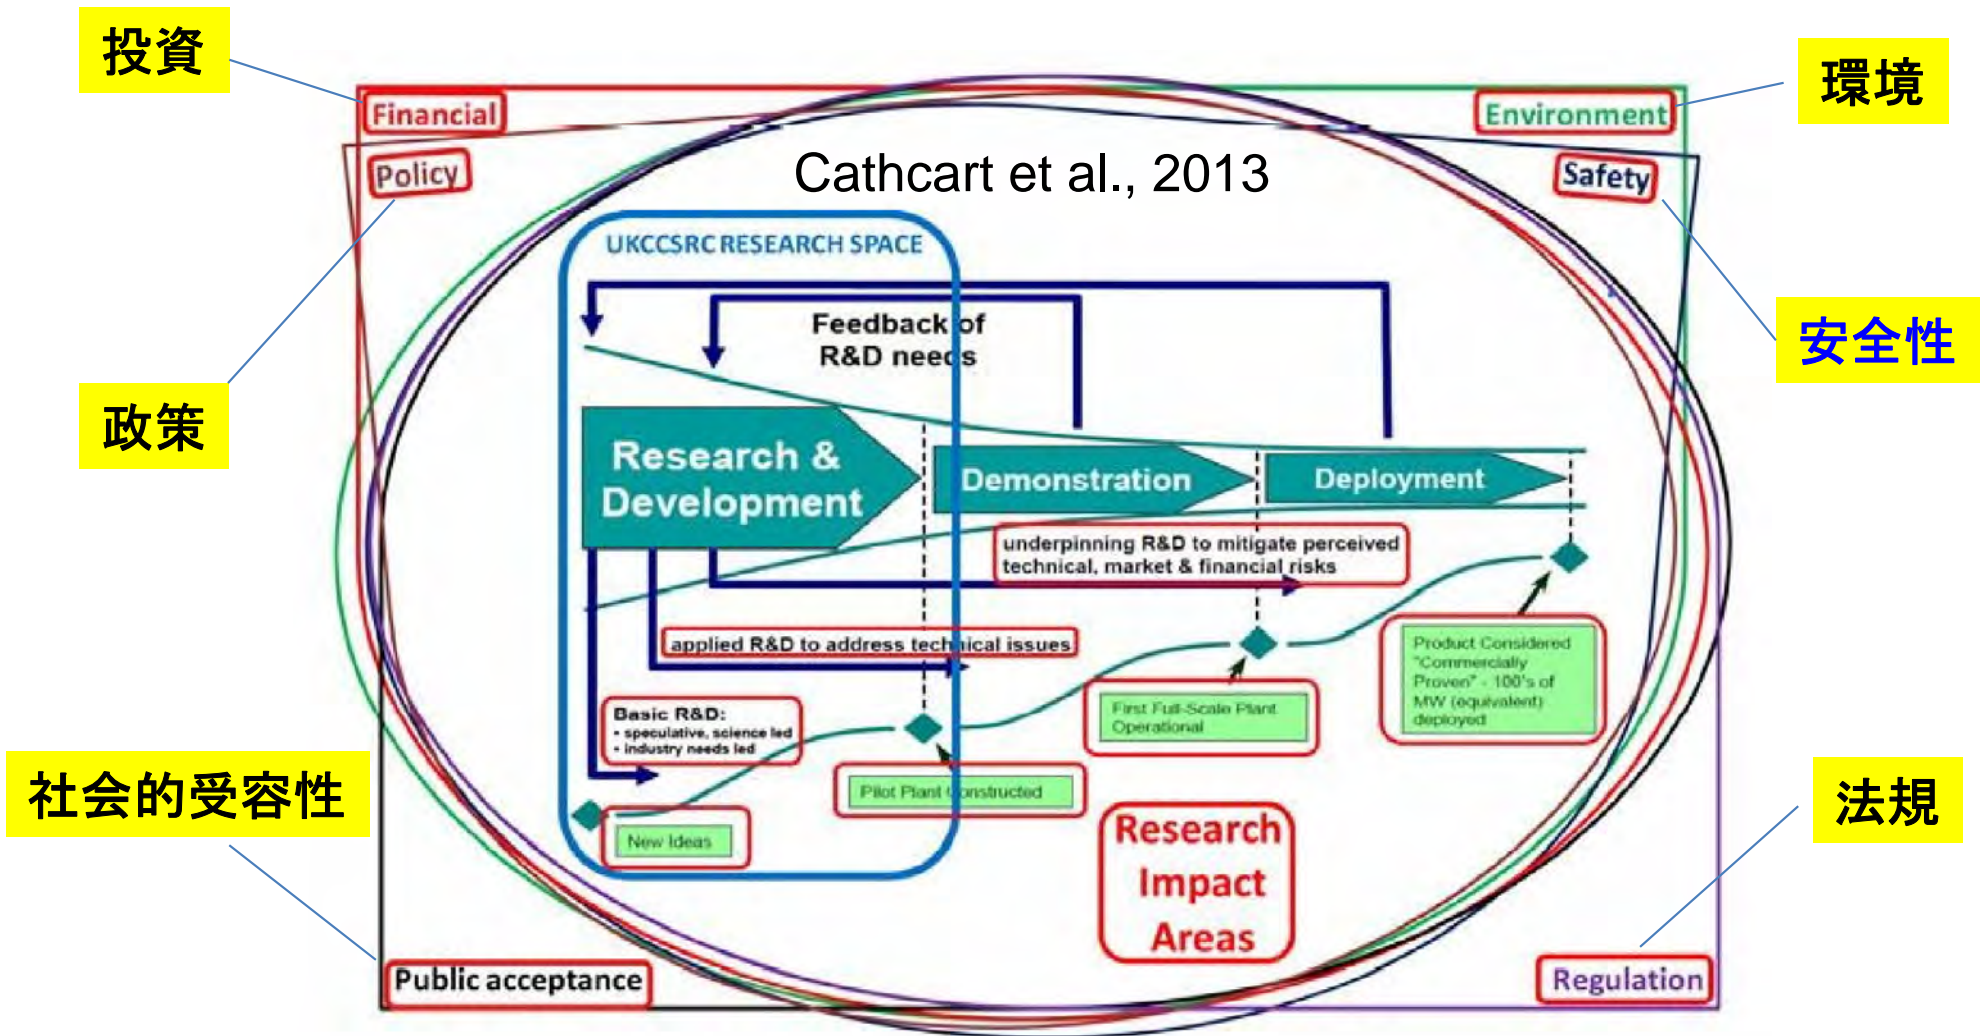 投資
環境
Financial
Environment
Policy
Safety
Cathcart et al., 2013
UKCCSRC RESEARCH SPACE
Feedback of
R&D needs
安全性
政策
Research &
Development
Demonstration
Deployment
underpinning R&D to mitigate perceived
technical, market & financial risks
applied R&D to address technical issues
Basic R&D:
• speculative, science led
• industry needs led
Product Considered
"Commercially
Proven" - 100's of
MW (equivalent)
deployed
First Full-Scale Plant
Operational
Pilot Plant Constructed
New Ideas
社会的受容性
法規
Research
Impact
Areas
Public acceptance
Regulation